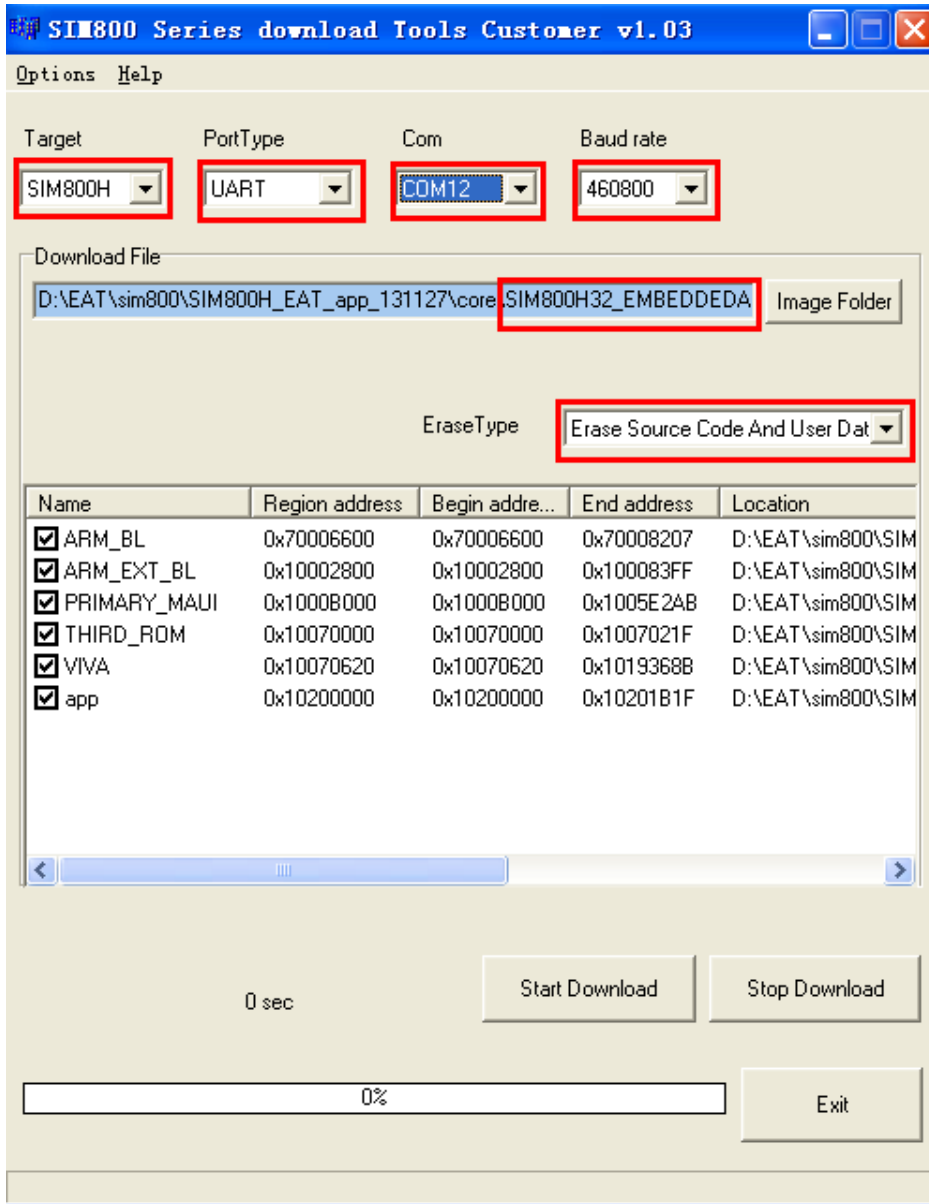 SIM800 Series download Tools Customer v1.03
Options Help
Target PortType Com Baud rate
SIM800H UART COM12 460800
Download File
D:\EAT\sim800\SIM800H_EAT_app_131127\core\SIM800H32_EMBEDDEDA Image Folder
EraseType Erase Source Code And User Dat
Name Region address Begin addre... End address Location
ARM_BL 0x70006600 0x70006600 0x70008207 D:\EAT\sim800\SIM
ARM_EXT_BL 0x10002800 0x10002800 0x100083FF D:\EAT\sim800\SIM
PRIMARY_MAUI 0x1000B000 0x1000B000 0x1005E2AB D:\EAT\sim800\SIM
THIRD_ROM 0x10070000 0x10070000 0x1007021F D:\EAT\sim800\SIM
VIVA 0x10070620 0x10070620 0x1019368B D:\EAT\sim800\SIM
app 0x10200000 0x10200000 0x10201B1F D:\EAT\sim800\SIM
0 sec Start Download Stop Download
0% Exit